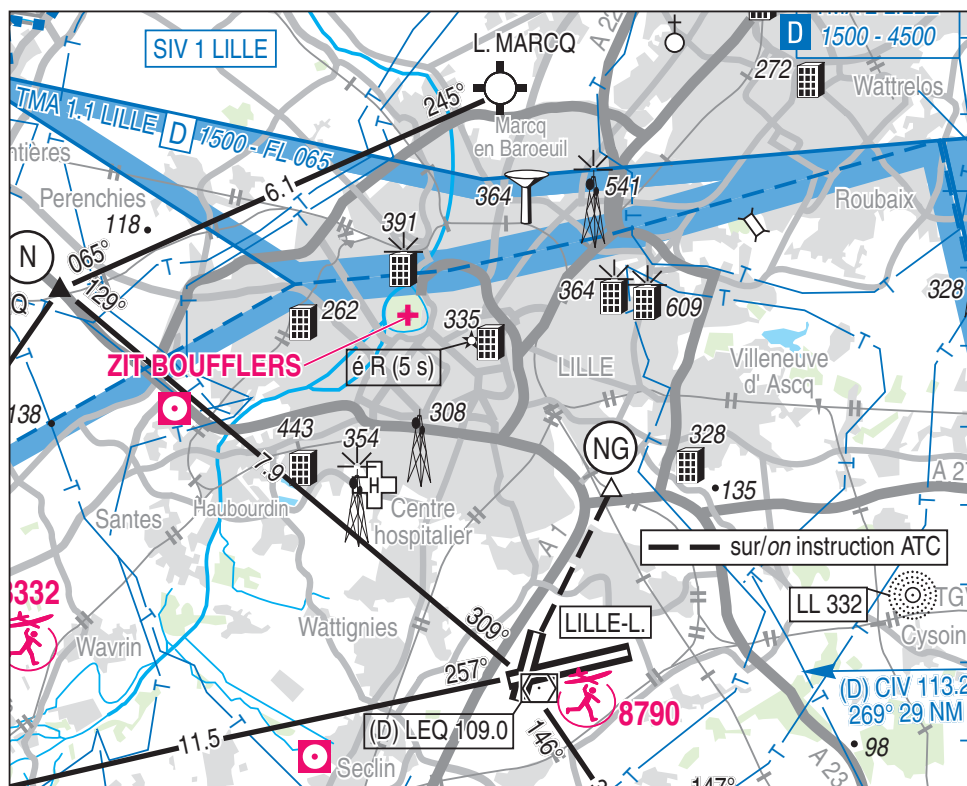 SIV 1 LILLE
L. MARCQ
A 22
D 1500 - 4500
272
Wattrelos
TMA 1.1 LILLE D 1500 - FL 065
245°
Marcq
en Baroeuil
ntières
Perenchies
6.1
364
541
Roubaix
118
391
N
065°
Q
129°
262
335
364
609
328
ZIT BOUFFLERS
é R (5 s)
LILLE
Villeneuve
d' Ascq
138
308
443
354
NG
328
7.9
H
135
Haubourdin
Centre
hospitalier
Santes
A 1
sur/on instruction ATC
3332
LL 332
TGV
Wavrin
Wattignies
309°
LILLE-L.
Cysoin
257°
(D) CIV 113.2
269° 29 NM
8790
(D) LEQ 109.0
146°
11.5
98
Seclin
A 23
147°